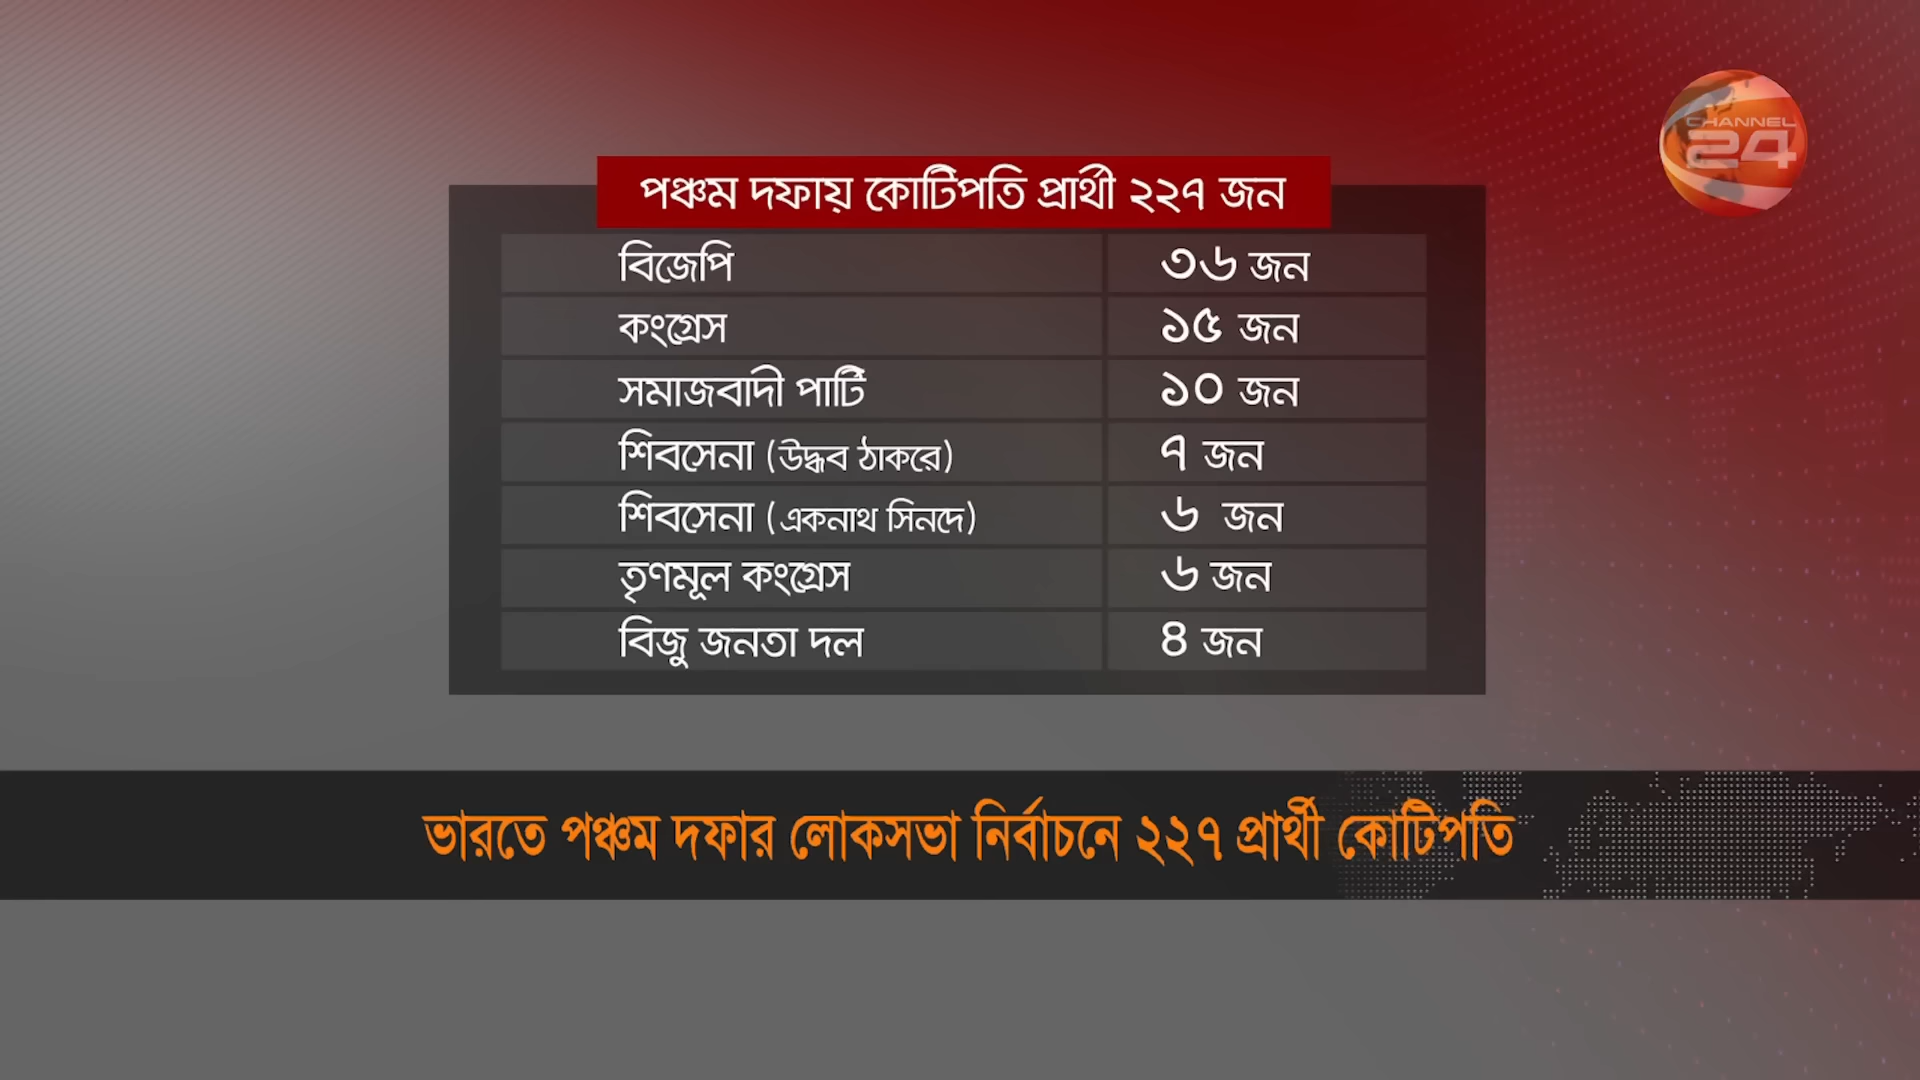 CHANNEL
24
পঞ্চম দফায় কোটিপতি প্রার্থী ২২৭ জন
বিজেপি ৩৬ জন
কংগ্রেস ১৫ জন
সমাজবাদী পার্টি ১০ জন
শিবসেনা (উদ্ধব ঠাকরে) ৭ জন
শিবসেনা (একনাথ সিনদে) ৬ জন
তৃণমূল কংগ্রেস ৬ জন
বিজু জনতা দল ৪ জন
ভারতে পঞ্চম দফার লোকসভা নির্বাচনে ২২৭ প্রার্থী কোটিপতি